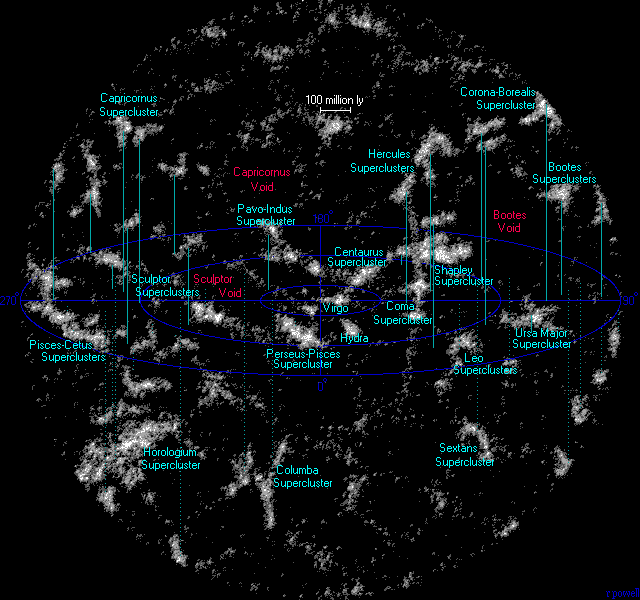 100 million ly
Capricornus
Supercluster
Corona-Borealis
Supercluster
Hercules
Superclusters
Bootes
Superclusters
Capricornus
Void
Pavo-Indus
Supercluster
Bootes
Void
Centaurus
Supercluster
Shapley
Supercluster
Sculptor
Superclusters
Sculptor
Void
Virgo
Coma
Supercluster
Hydra
Perseus-Pisces
Supercluster
Pisces-Cetus
Superclusters
Ursa Major
Supercluster
Leo
Superclusters
0°
Horologium
Supercluster
Columba
Supercluster
Sextans
Supercluster